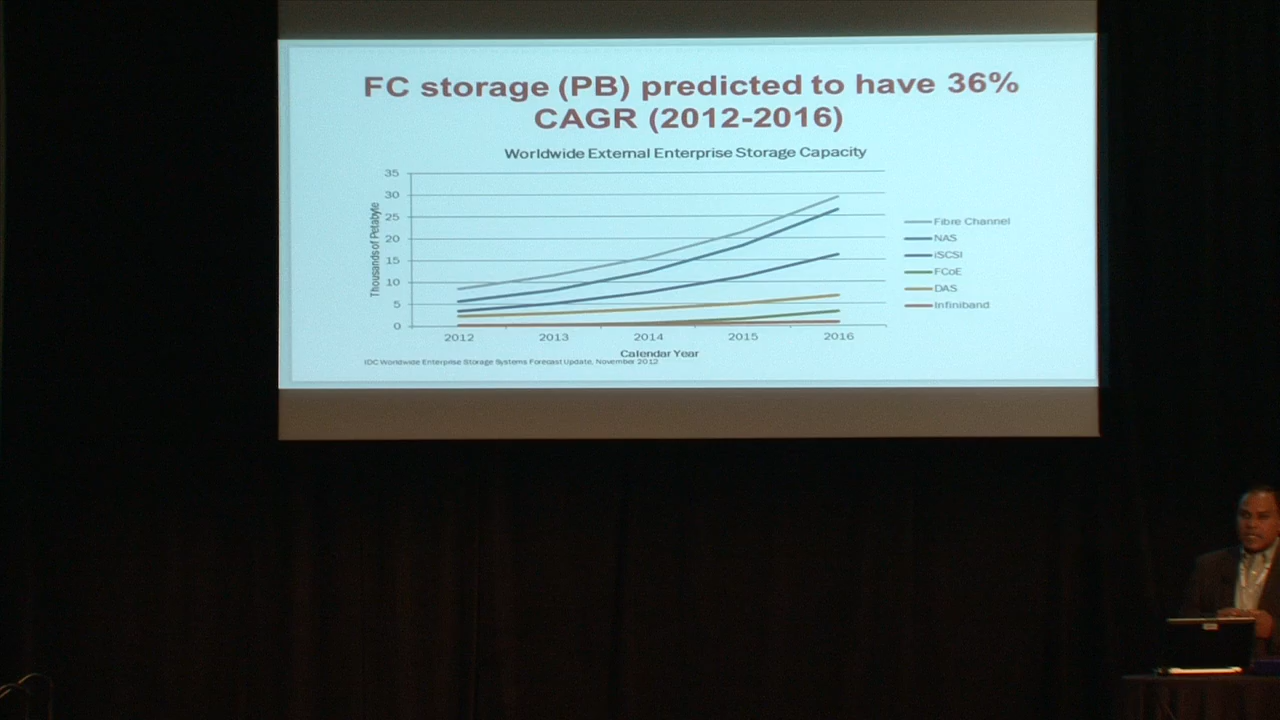 FC storage (PB) predicted to have 36%
CAGR (2012-2016)
Worldwide External Enterprise Storage Capacity
Thousands of Petabyte
35
30
25
20
15
10
5
0
2012 2013 2014 2015 2016
Calendar Year
Fibre Channel
NAS
iSCSI
FCoE
DAS
Infiniband
IDC Worldwide Enterprise Storage Systems Forecast Update, November 2012